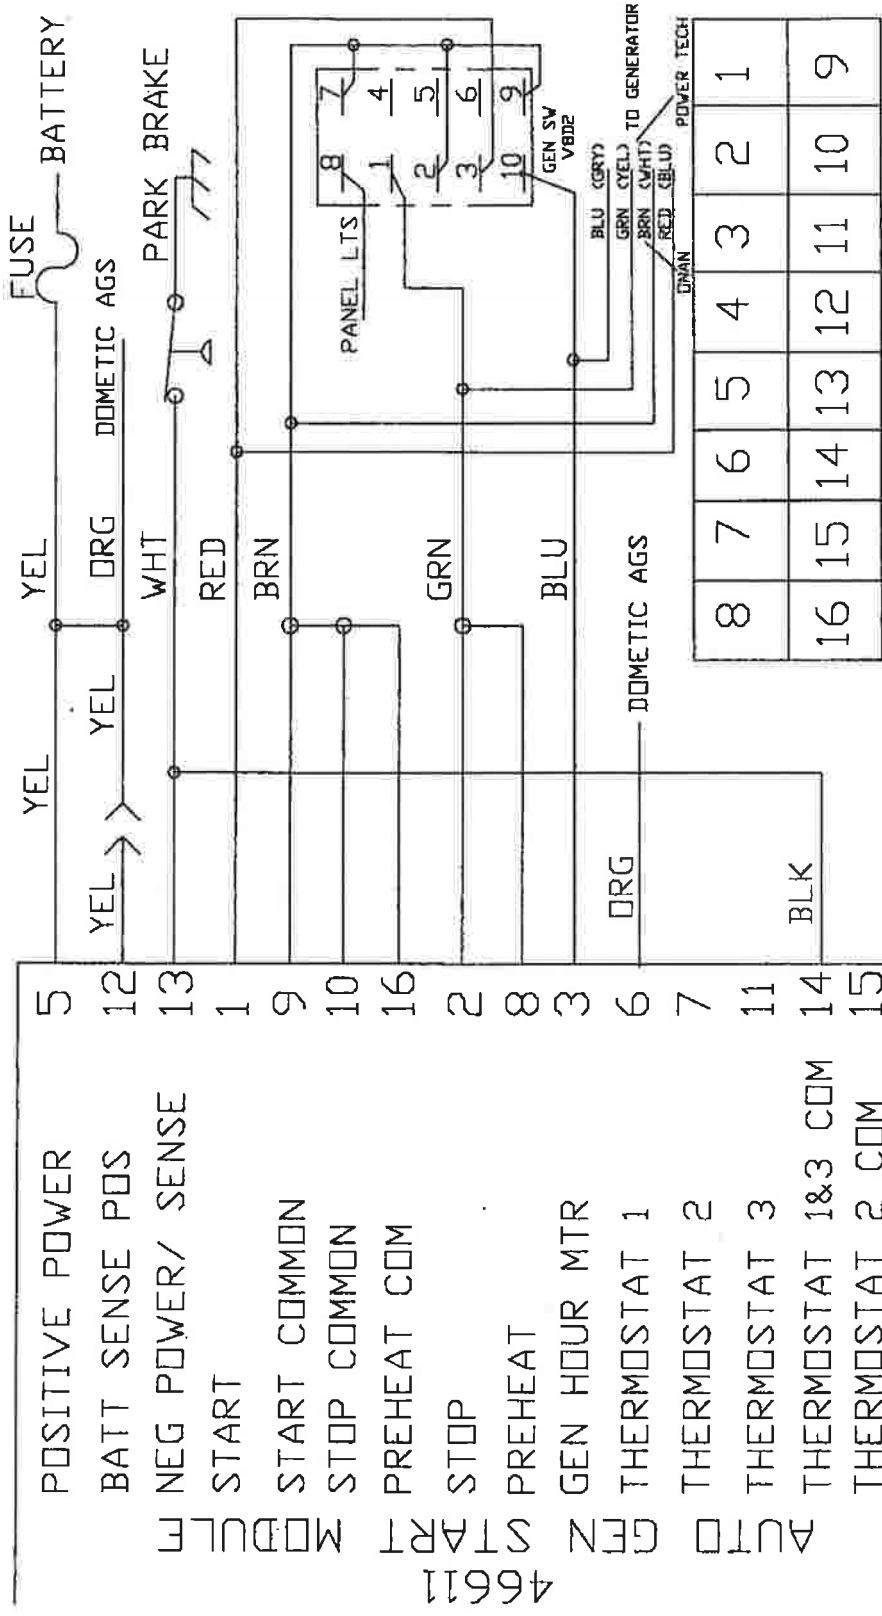 FUSE
BATTERY
YEL
YEL
DOMETIC AGS
ORG
YEL
YEL
PARK BRAKE
WHT
RED
BRN
GRN
BLU
PANEL LTS
8 7
1 4
2 5
3 6
10 9
GEN SW
V8D2
BLU (GRY)
GRN (YEL)
BRN (WHT)
RED (BLU)
TO GENERATOR
ONAN
POWER TECH
DOMETIC AGS
ORG
BLK
POSITIVE POWER 5
BATT SENSE POS 12
NEG POWER/ SENSE 13
START 1
START COMMON 9
STOP COMMON 10
PREHEAT COM 16
STOP 2
PREHEAT 8
GEN HOUR MTR 3
THERMOSTAT 1 6
THERMOSTAT 2 7
THERMOSTAT 3 11
THERMOSTAT 1&3 COM 14
THERMOSTAT 2 COM 15
46611
AUTO GEN START MODULE
8 7 6 5 4 3 2 1
16 15 14 13 12 11 10 9